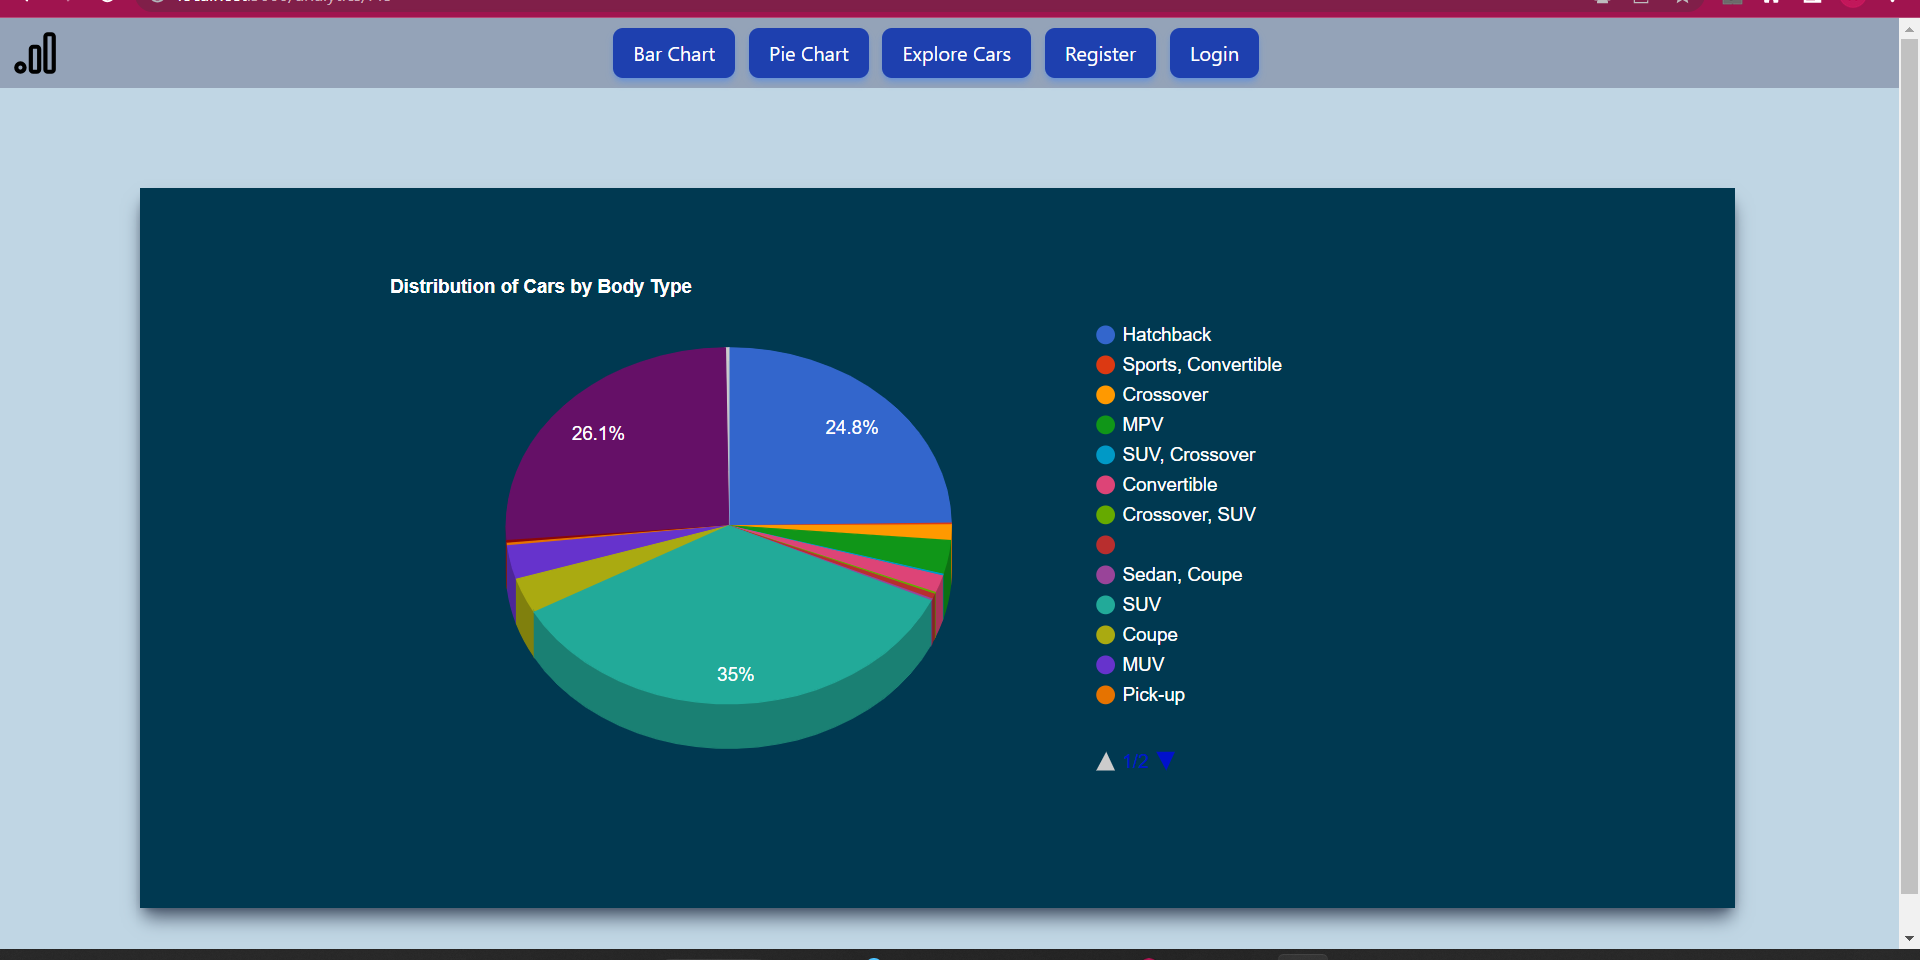 Bar Chart
Pie Chart
Explore Cars
Register
Login
Distribution of Cars by Body Type
26.1%
24.8%
35%
Hatchback
Sports, Convertible
Crossover
MPV
SUV, Crossover
Convertible
Crossover, SUV
Sedan, Coupe
SUV
Coupe
MUV
Pick-up
1/2